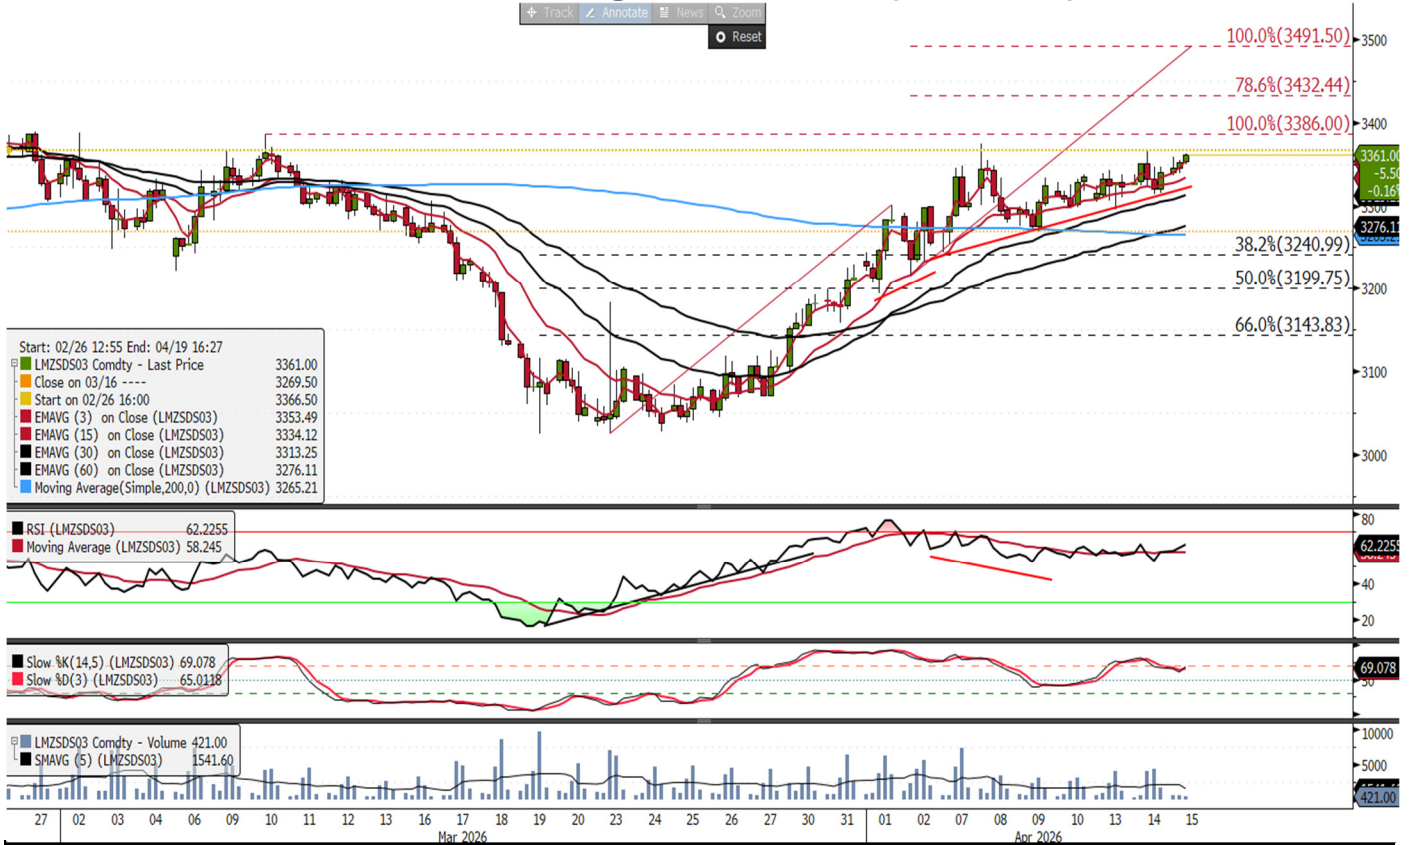 Track Annotate News Zoom
Reset
100.0%(3491.50)
78.6%(3432.44)
100.0%(3386.00)
38.2%(3240.99)
50.0%(3199.75)
66.0%(3143.83)
3500
3400
3361.00
-5.50
-0.16%
3300
3276.11
3200
3100
3000
Start: 02/26 12:55 End: 04/19 16:27
LMZSDS03 Comdty - Last Price 3361.00
Close on 03/16 ---- 3269.50
Start on 02/26 16:00 3366.50
EMAVG (3) on Close (LMZSDS03) 3353.49
EMAVG (15) on Close (LMZSDS03) 3334.12
EMAVG (30) on Close (LMZSDS03) 3313.25
EMAVG (60) on Close (LMZSDS03) 3276.11
Moving Average(Simple,200,0) (LMZSDS03) 3265.21
RSI (LMZSDS03) 62.2255
Moving Average (LMZSDS03) 58.245
80
62.2255
40
20
Slow %K(14,5) (LMZSDS03) 69.078
Slow %D(3) (LMZSDS03) 65.0118
69.078
50
LMZSDS03 Comdty - Volume 421.00
SMAVG (5) (LMZSDS03) 1541.60
10000
5000
421.00
27 02 03 04 05 06 09 10 11 12 13 16 17 18 19 20 23 24 25 26 27 30 31 01 02 07 08 09 10 13 14 15
Mar 2026 Apr 2026